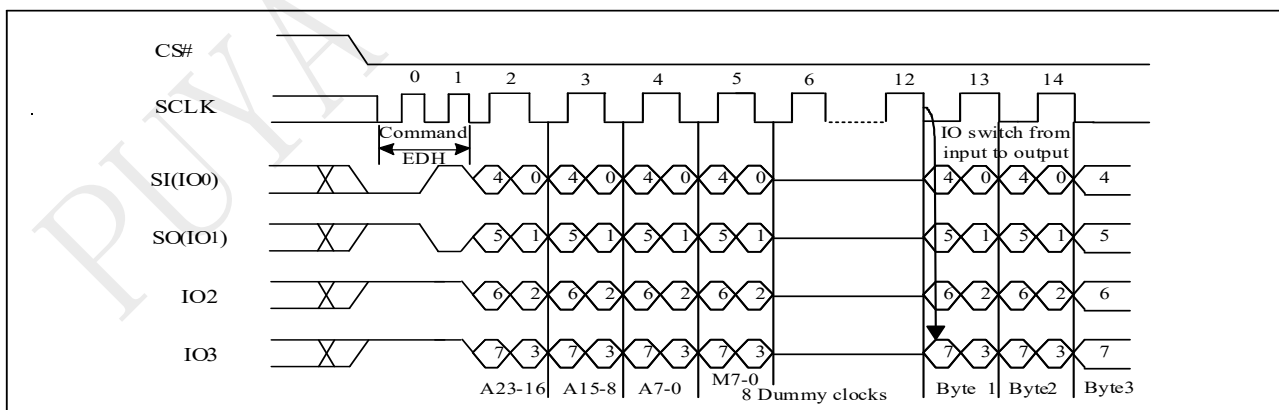 PUYA
CS#
0 1 2 3 4 5 6 12 13 14
SCLK
Command
IO switch from
EDH
input to output
SI(IO0) 4 0 4 0 4 0 4 0 4 0 4 0 4
SO(IO1) 5 1 5 1 5 1 5 1 5 1 5 1 5
IO2 6 2 6 2 6 2 6 2 6 2 6 2 6
IO3 7 3 7 3 7 3 7 3 7 3 7 3 7
A23-16 A15-8 A7-0 M7-0 8 Dummy clocks Byte 1 Byte2 Byte3